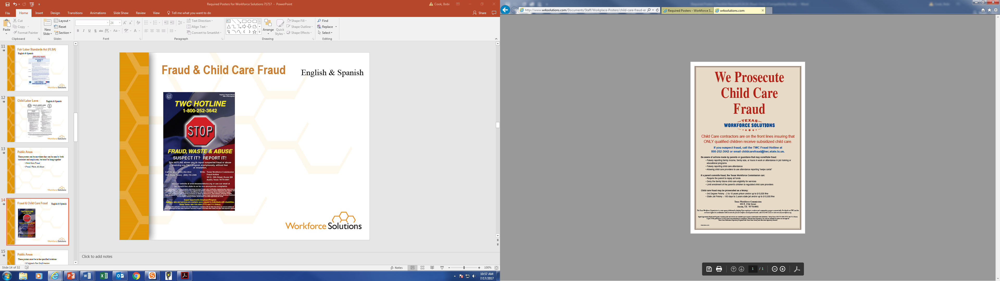 Required Posters for Workforce Solutions 71717 - PowerPoint
Cook, Bobi
File Home Insert Design Transitions Animations Slide Show Review View Tell me what you want to do
Share
Paste
Cut
Copy
Format Painter
Clipboard
New Slide
Layout
Reset
Section
Slides
24
Font
Paragraph
Text Direction
Align Text
Convert to SmartArt
Arrange
Quick Styles
Shape Fill
Shape Outline
Shape Effects
Drawing
Find
Replace
Select
Editing
11
Fair Labor Standards Act (FLSA)
English & Spanish
EMPLOYEE RIGHTS
Workforce Solutions
12
Child Labor Laws English & Spanish
CHILD LABOR LAWS
Workforce Solutions
13
Public Areas
These posters can be anywhere they can be seen by both
customers and employees, but must be hung together
• Child Care Fraud
• Fraud, Waste, & Abuse
Workforce Solutions
14
Fraud & Child Care Fraud English & Spanish
Workforce Solutions
15
Public Areas
These posters must be in the specified locations
• UI Appeals Fax Confirmation
Fraud & Child Care Fraud English & Spanish
TWC HOTLINE
1-800-252-3642
STOP
FRAUD, WASTE & ABUSE
SUSPECT IT? REPORT IT!
This HOTLINE allows you to report suspected fraud or abuse
involving any TWC program anonymously, without fear
of retaliation.
Call (24 hrs): (800) 252-3642
TDD (Relay Texas): (800) 735-2989
Write: Texas Workforce Commission
Fraud Hotline
101 E. 15th Street, Room 220
Austin, Texas 78778-0001
Visit our website at www.texasworkforce.org or use our email at
twc.fraud@twc.state.tx.us for non-anonymous complaints
Equal Opportunity Employer/Program
Auxiliary aids and services are available upon request to individuals with disabilities.
Relay Texas: 800-735-2989 (TTY) and 711 (Voice).
Workforce Solutions
Click to add notes
Slide 14 of 32
Notes
100%
10:57 AM
7/17/2017
http://www.wrksolutions.com/Documents/Staff/Workplace-Posters/child-care-fraud-er
Required Posters - Workforce S...
wrksolutions.com
We Prosecute
Child Care
Fraud
TEXAS
WORKFORCE SOLUTIONS
Child Care contractors are on the front lines insuring that
ONLY qualified children receive subsidized child care.
If you suspect fraud, call the TWC Fraud Hotline at
800-252-3642 or email childcarefraud@twc.state.tx.us.
Be aware of actions made by parents or guardians that may constitute fraud:
• Falsely reporting family income, family size, or hours in work or attendance in job training or
educational programs
• Falsely reporting child care attendance
• Allowing child care providers to use attendance reporting "swipe cards"
If a parent commits fraud, the Texas Workforce Commission can:
• Require the parent to repay all funds
• Deny the family future child care eligibility for services
• Limit enrollment of the parent's children to regulated child care providers
Child care fraud may be prosecuted as a felony:
• 3rd Degree Felony – 2 to 10 years prison and/or up to $10,000 fine
• State Jail Felony – 180 days to 2 years state jail and/or up to $10,000 fine
Texas Workforce Commission
101 E. 15th Street
Austin, TX 78778-0001
1 / 1